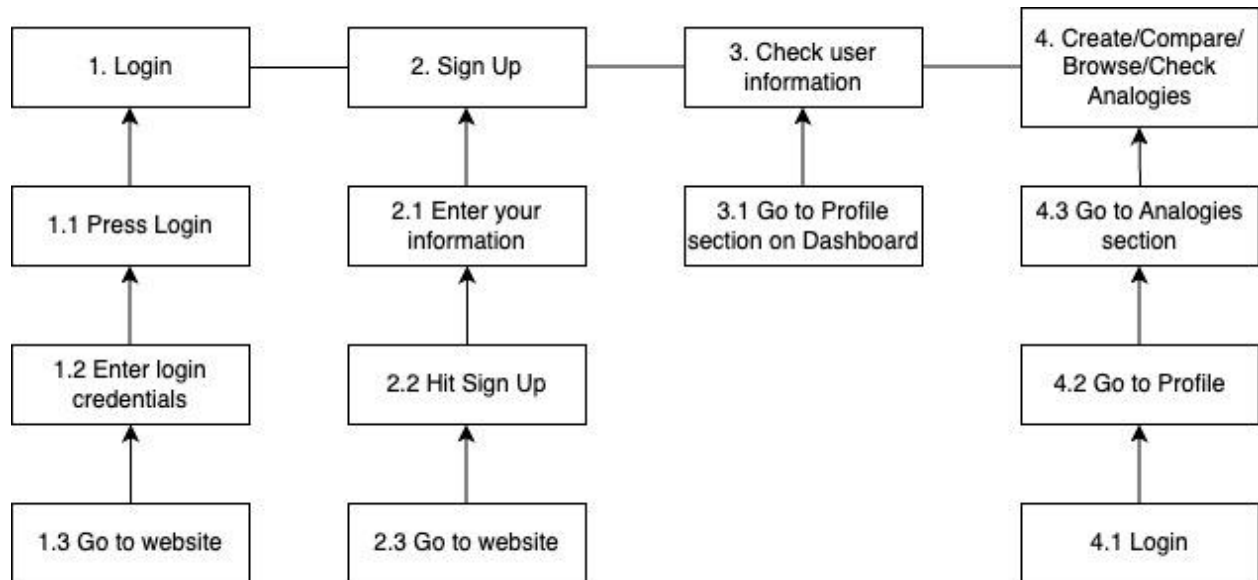 1. Login
2. Sign Up
3. Check user
information
4. Create/Compare/
Browse/Check
Analogies
1.1 Press Login
2.1 Enter your
information
3.1 Go to Profile
section on Dashboard
4.3 Go to Analogies
section
1.2 Enter login
credentials
2.2 Hit Sign Up
4.2 Go to Profile
1.3 Go to website
2.3 Go to website
4.1 Login